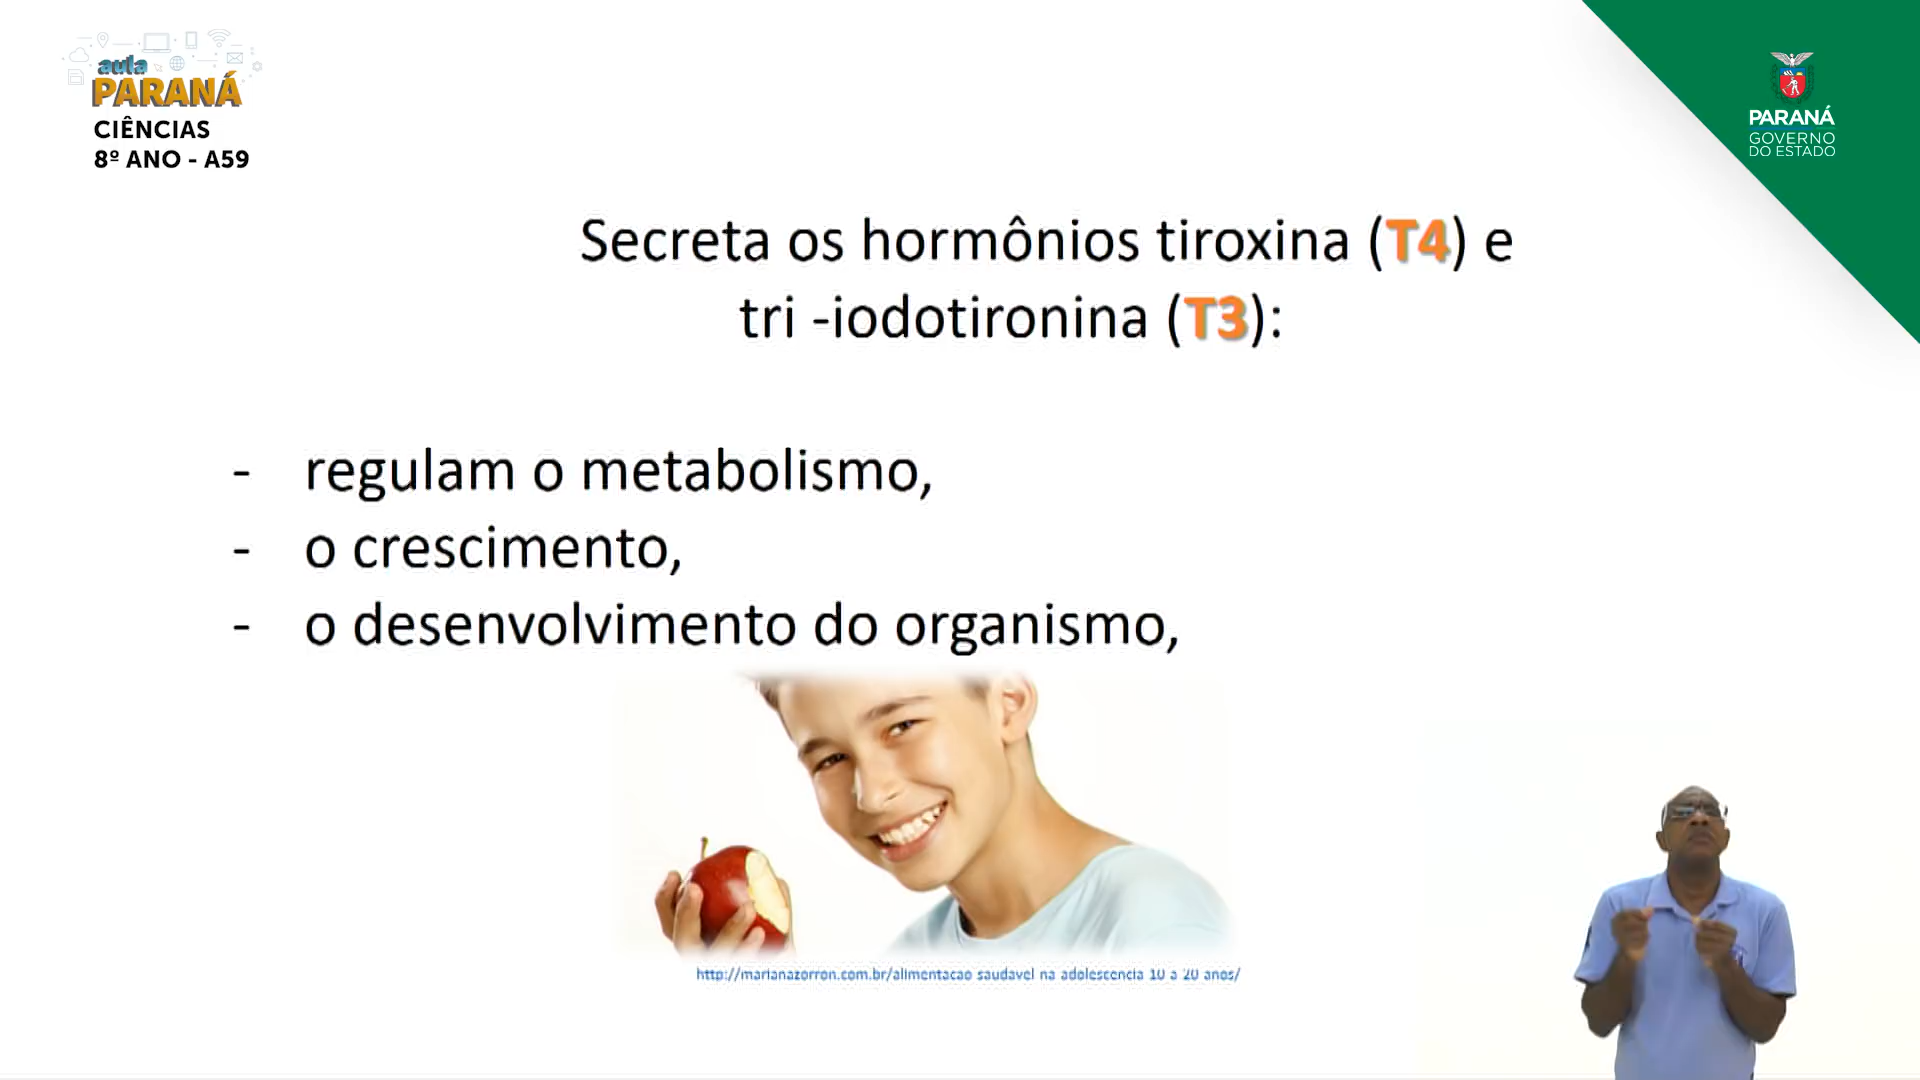 aula
PARANÁ
CIÊNCIAS
8º ANO - A59
PARANÁ
GOVERNO
DO ESTADO
Secreta os hormônios tiroxina (T4) e
tri -iodotironina (T3):
- regulam o metabolismo,
- o crescimento,
- o desenvolvimento do organismo,
http://marianazorron.com.br/alimentacao saudavel na adolescencia 10 a 20 anos/